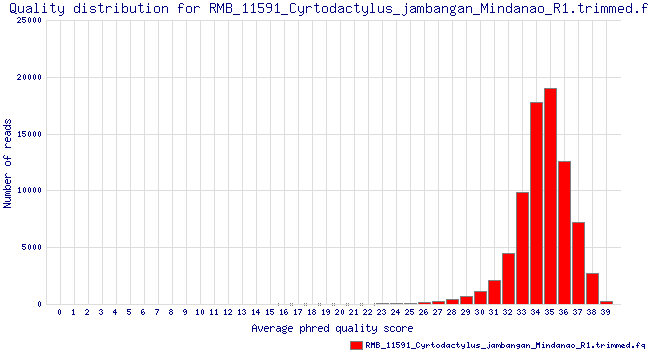 Quality distribution for RMB_11591_Cyrtodactylus_jambangan_Mindanao_R1.trimmed.f
25000
20000
15000
10000
5000
0
Number of reads
0 1 2 3 4 5 6 7 8 9 10 11 12 13 14 15 16 17 18 19 20 21 22 23 24 25 26 27 28 29 30 31 32 33 34 35 36 37 38 39
Average phred quality score
RMB_11591_Cyrtodactylus_jambangan_Mindanao_R1.trimmed.fq